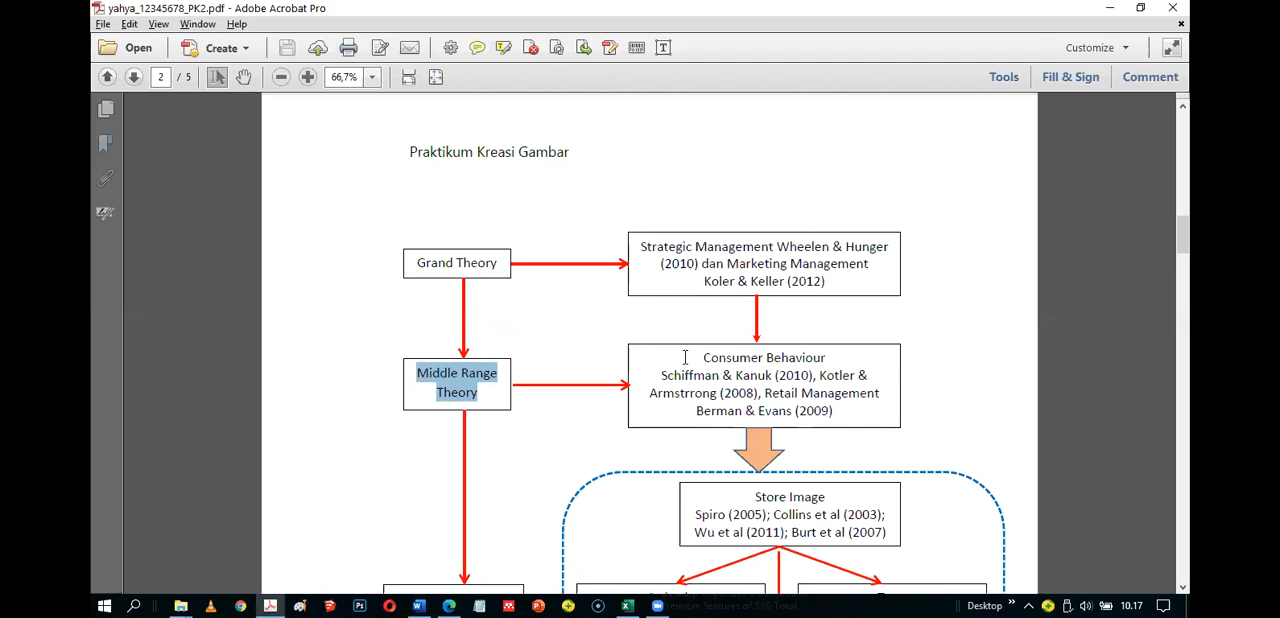 yahya_12345678_PK2.pdf - Adobe Acrobat Pro
File Edit View Window Help
Open Create Customize
2 / 5 66,7% Tools Fill & Sign Comment
Praktikum Kreasi Gambar
Grand Theory
Strategic Management Wheelen & Hunger
(2010) dan Marketing Management
Koler & Keller (2012)
Middle Range
Theory
Consumer Behaviour
Schiffman & Kanuk (2010), Kotler &
Armstrrong (2008), Retail Management
Berman & Evans (2009)
Store Image
Spiro (2005); Collins et al (2003);
Wu et al (2011); Burt et al (2007)
Desktop 10.17